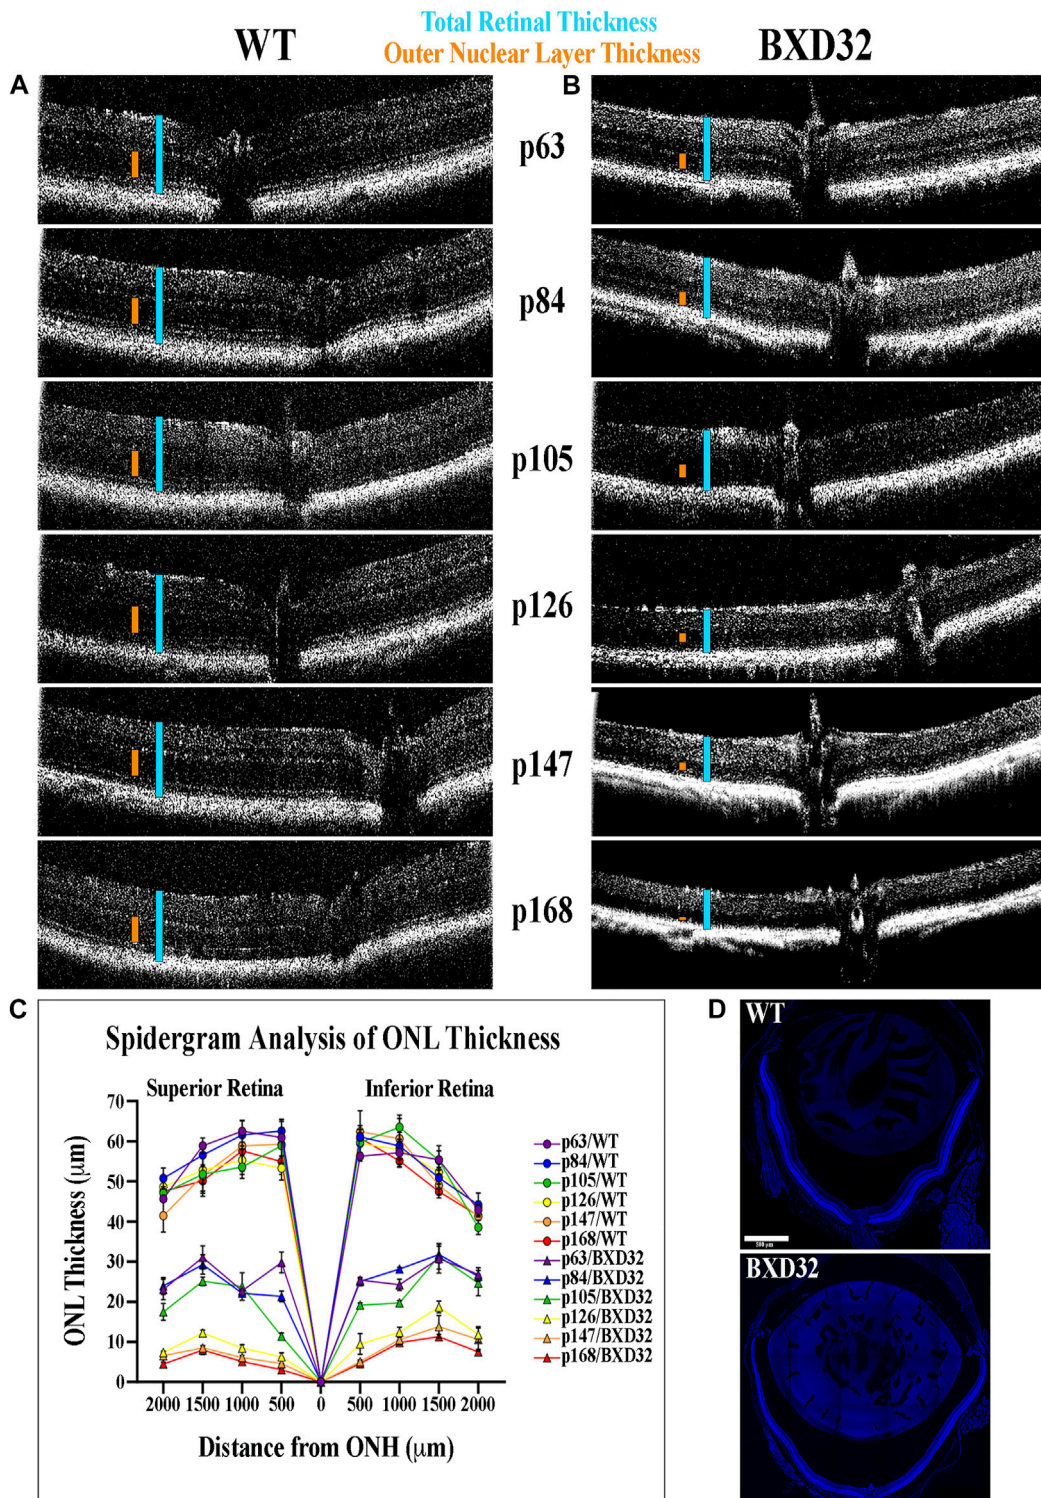 Total Retinal Thickness
WT
Outer Nuclear Layer Thickness
BXD32
A
B
p63
p84
p105
p126
p147
p168
C
Spidergram Analysis of ONL Thickness
Superior Retina
Inferior Retina
ONL Thickness (μm)
70
60
50
40
30
20
10
0
2000 1500 1000 500 0 500 1000 1500 2000
Distance from ONH (μm)
p63/WT
p84/WT
p105/WT
p126/WT
p147/WT
p168/WT
p63/BXD32
p84/BXD32
p105/BXD32
p126/BXD32
p147/BXD32
p168/BXD32
D
WT
500 μm
BXD32